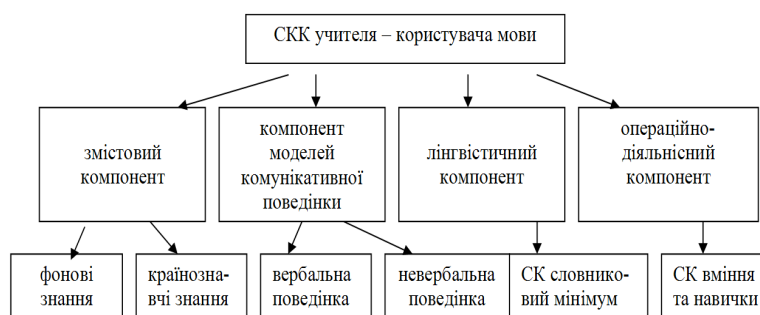 СКК учителя – користувача мови
змістовий
компонент
компонент
моделей
комунікативної
поведінки
лінгвістичний
компонент
операційно-
діяльнісний
компонент
фонові
знання
країнозна-
вчі знання
вербальна
поведінка
невербальна
поведінка
СК словнико-
вий мінімум
СК вміння
та навички